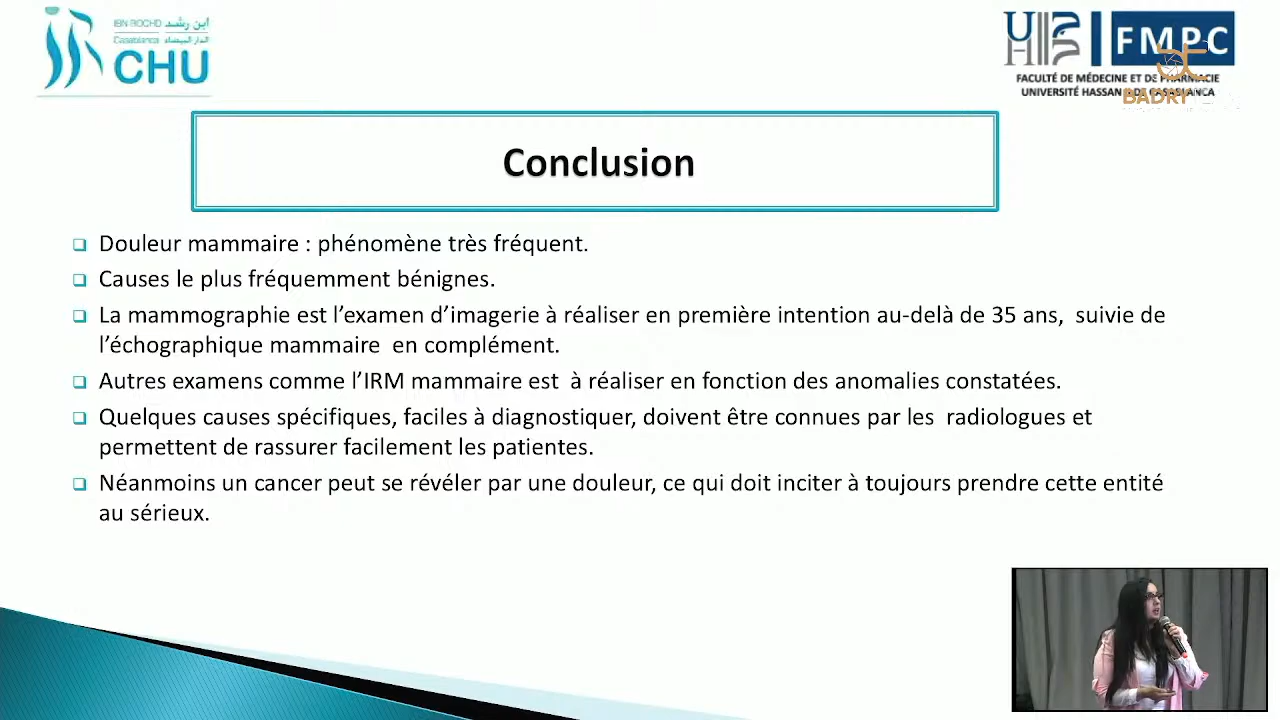 IBN ROCHD ابن رشد
Casablanca الدار البيضاء
CHU
UH
FMPC
FACULTÉ DE MÉDECINE ET DE PHARMACIE
UNIVERSITÉ HASSAN DE CASABLANCA
BADRY
Conclusion
❑ Douleur mammaire : phénomène très fréquent.
❑ Causes le plus fréquemment bénignes.
❑ La mammographie est l’examen d’imagerie à réaliser en première intention au-delà de 35 ans, suivie de
l’échographique mammaire en complément.
❑ Autres examens comme l’IRM mammaire est à réaliser en fonction des anomalies constatées.
❑ Quelques causes spécifiques, faciles à diagnostiquer, doivent être connues par les radiologues et
permettent de rassurer facilement les patientes.
❑ Néanmoins un cancer peut se révéler par une douleur, ce qui doit inciter à toujours prendre cette entité
au sérieux.